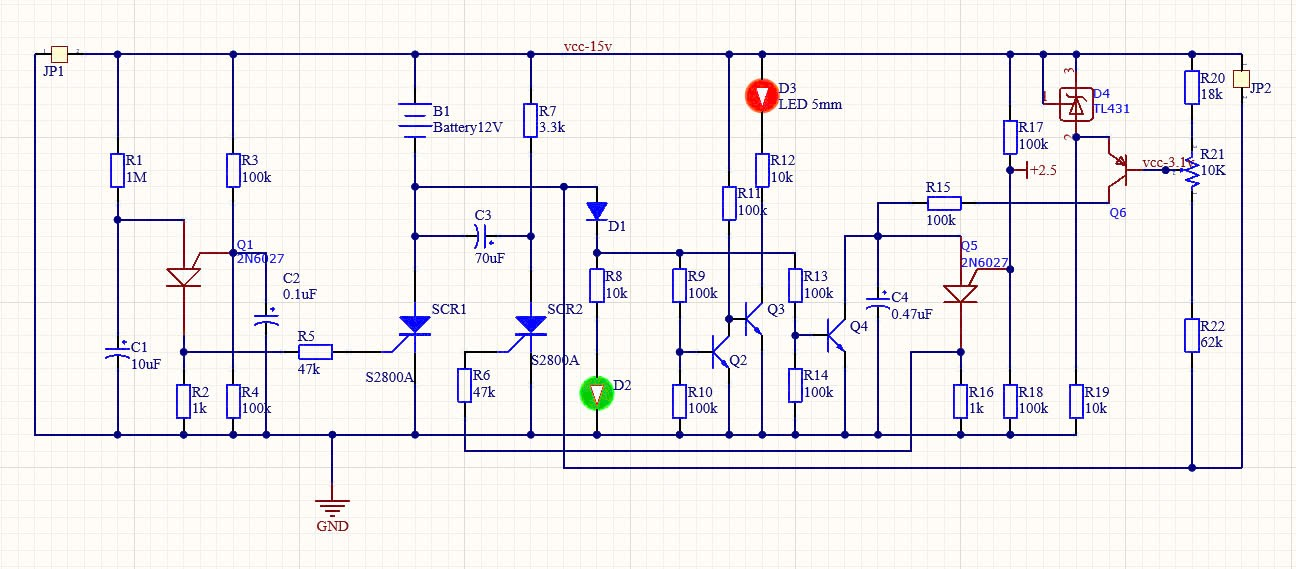 vcc-15v
JP1
R1
1M
R3
100k
B1
Battery12V
R7
3.3k
D3
LED 5mm
R12
10k
R11
100k
R17
100k
+2.5
3
1
2
D4
TL431
vcc-3.1v
R20
18k
JP2
R21
10K
Q6
R15
100k
Q1
2N6027
C2
0.1uF
C3
70uF
D1
R8
10k
R9
100k
R13
100k
C4
0.47uF
Q5
2N6027
SCR1
SCR2
Q3
Q4
Q2
C1
10uF
R5
47k
S2800A
S2800A
R6
47k
D2
R2
1k
R4
100k
R10
100k
R14
100k
R16
1k
R18
100k
R19
10k
R22
62k
GND